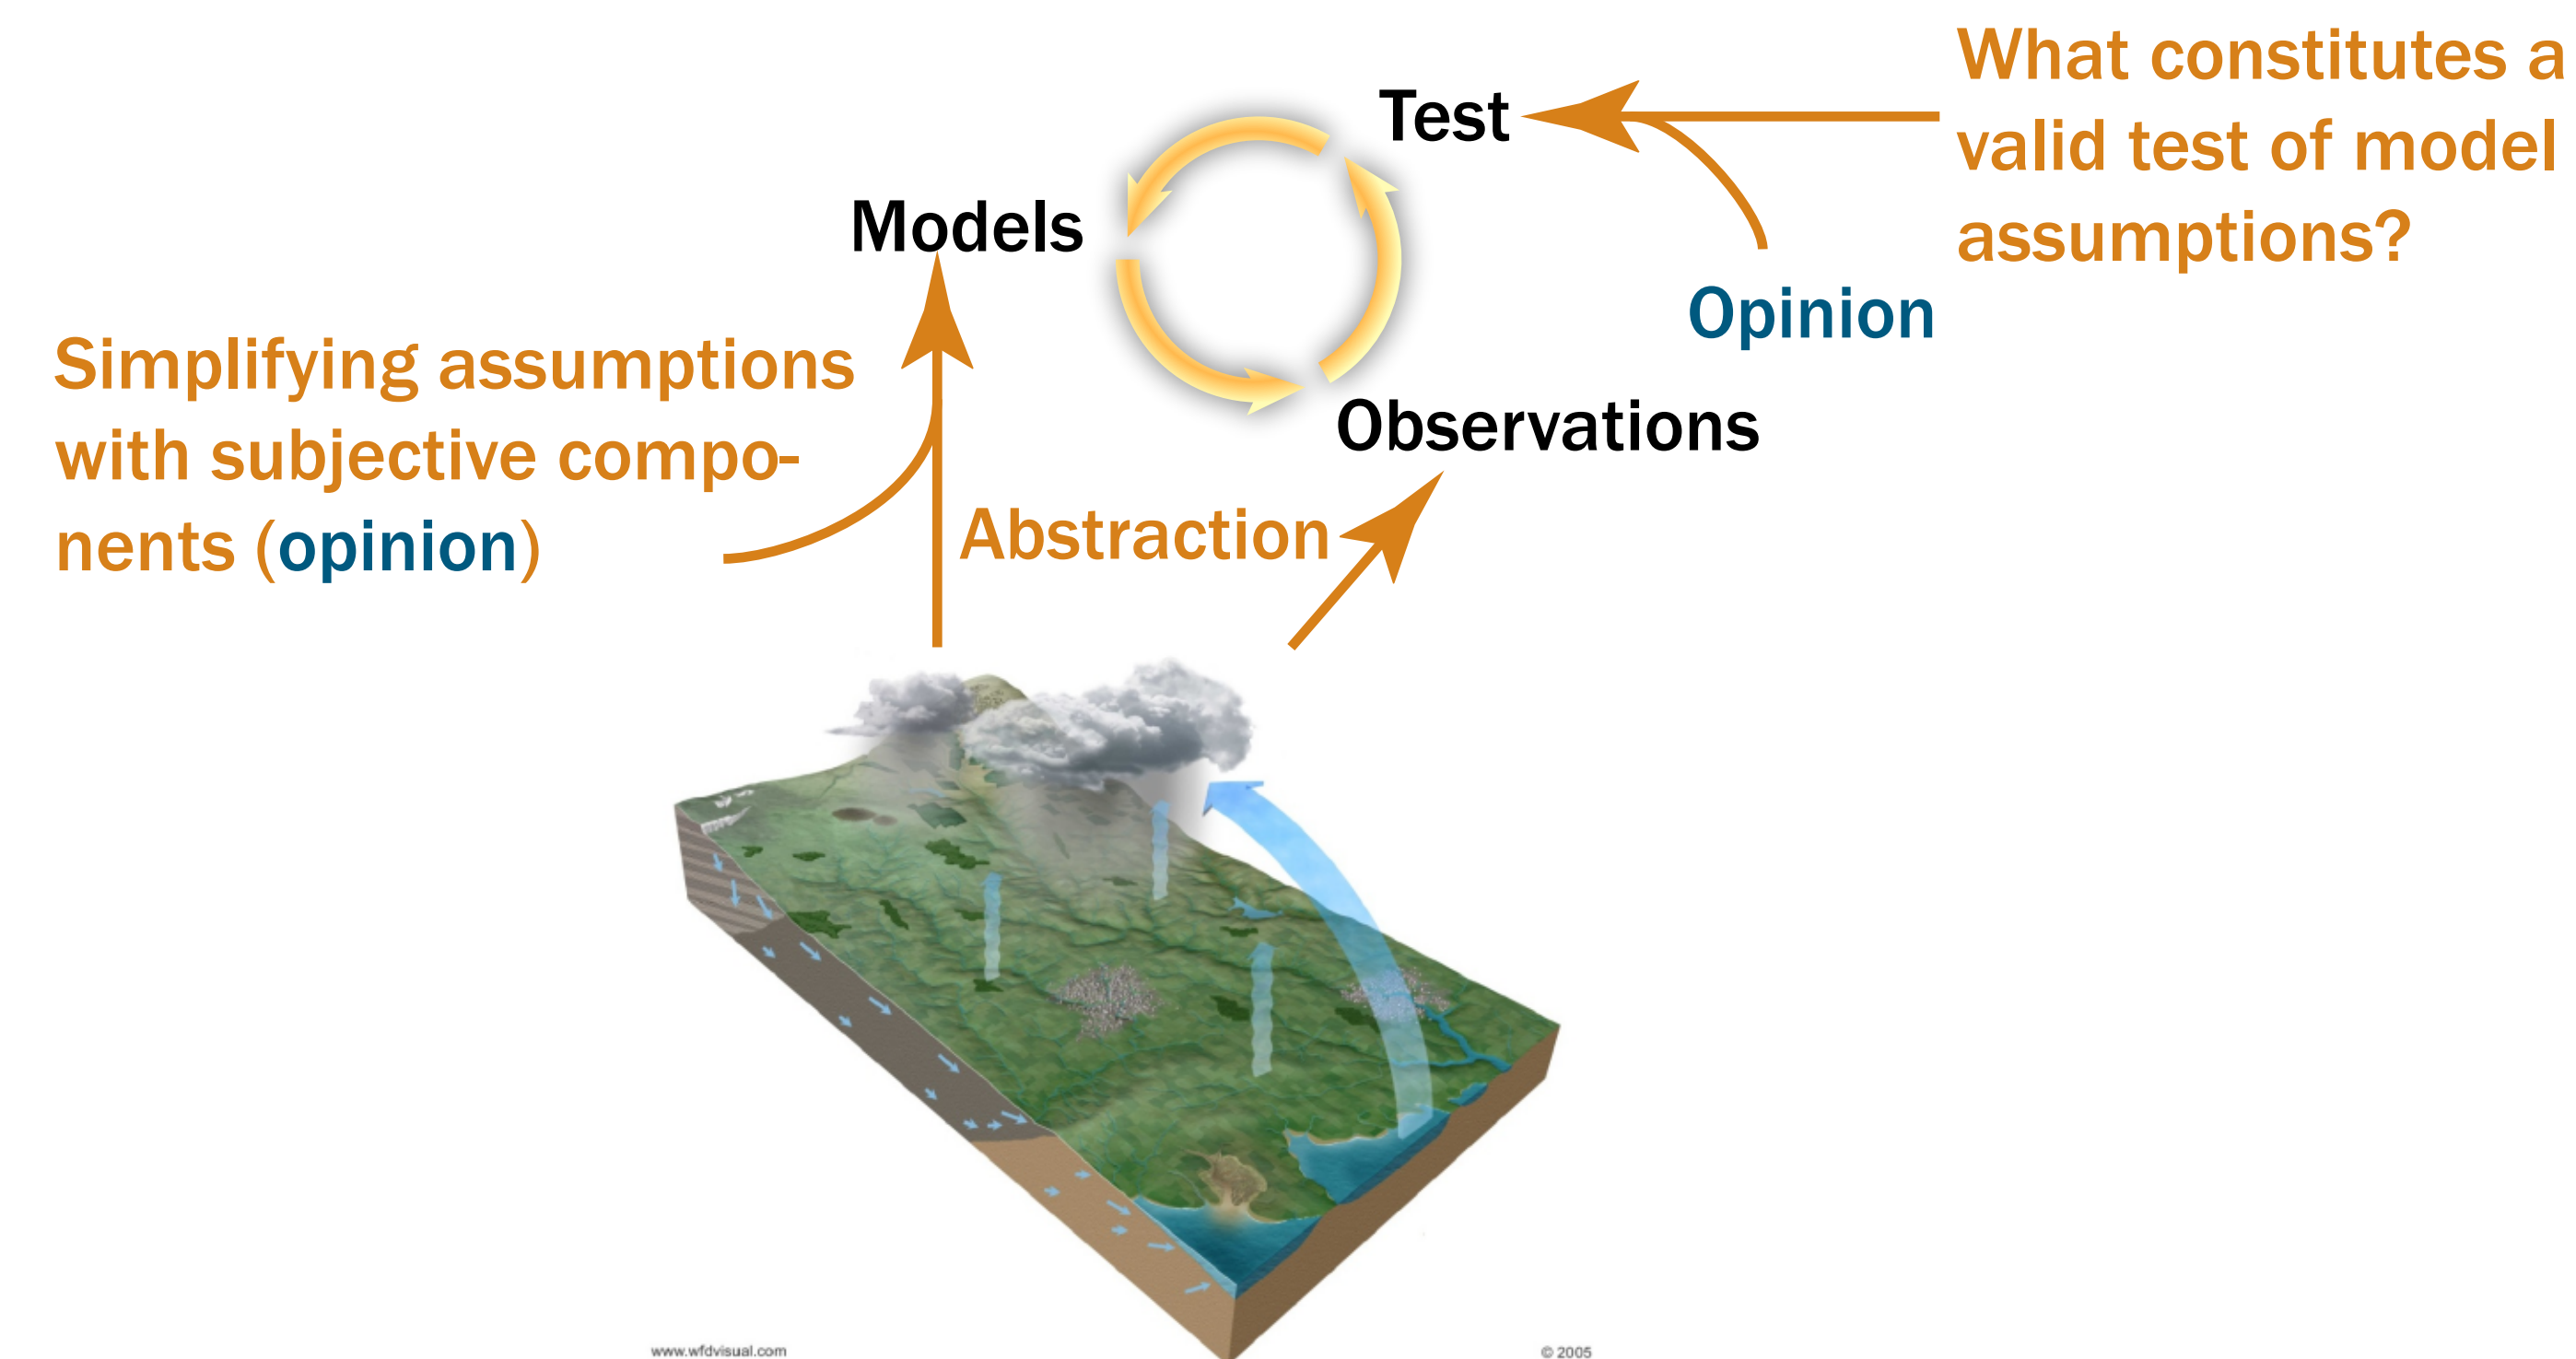 What constitutes a
valid test of model
assumptions?
Test
Models
Opinion
Simplifying assumptions
with subjective compo-
nents (opinion)
Observations
Abstraction
www.wfdvisual.com
© 2005